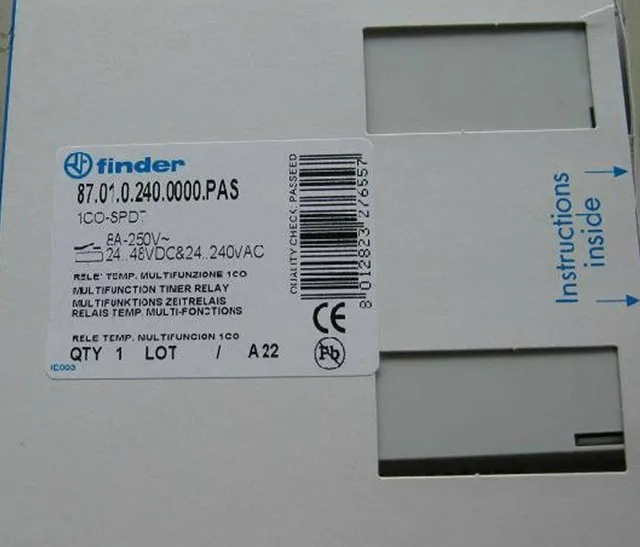 finder
87.01.0.240.0000.PAS
1CO-SPDT
8A-250V~
24..48VDC&24..240VAC
RELE' TEMP. MULTIFUNZIONE 1CO
MULTIFUNCTION TIMER RELAY
MULTIFUNKTIONS ZEITRELAIS
RELAIS TEMP. MULTI-FONCTIONS
RELE TEMP. MULTIFUNCION 1CO
QTY 1 LOT / A22
QUALITY CHECK PASSED
8 012823 276557
CE
Pb
Instructions
inside